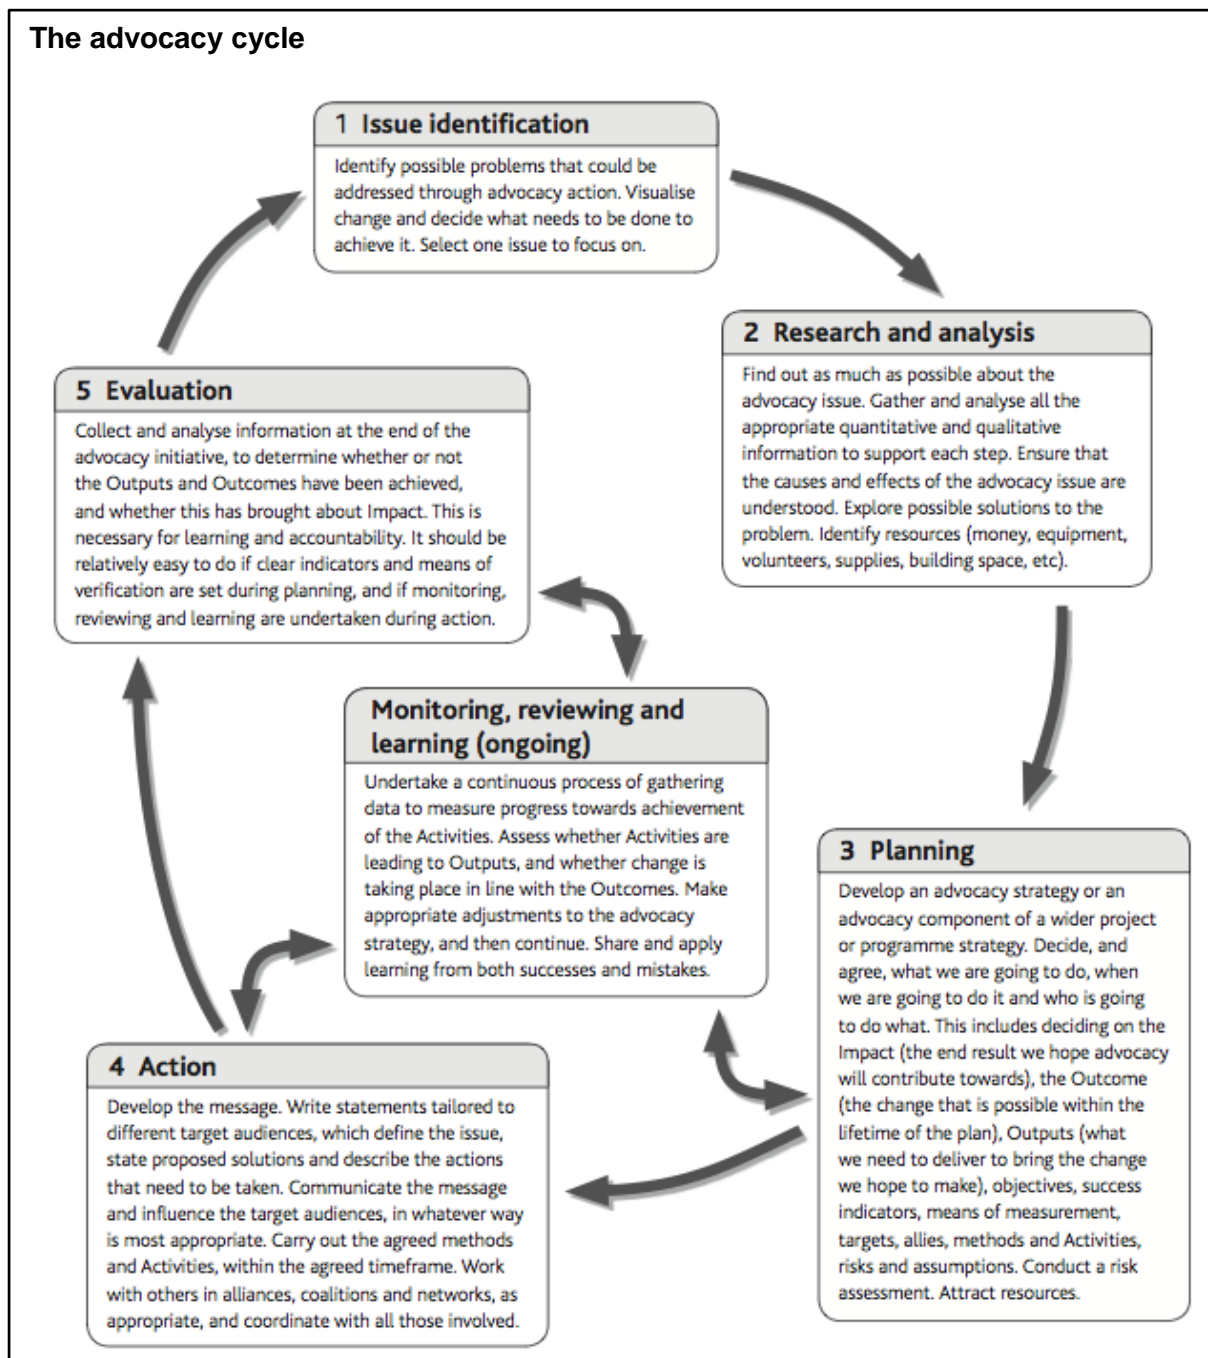 The advocacy cycle
1 Issue identification
Identify possible problems that could be
addressed through advocacy action. Visualise
change and decide what needs to be done to
achieve it. Select one issue to focus on.
2 Research and analysis
Find out as much as possible about the
advocacy issue. Gather and analyse all the
appropriate quantitative and qualitative
information to support each step. Ensure that
the causes and effects of the advocacy issue are
understood. Explore possible solutions to the
problem. Identify resources (money, equipment,
volunteers, supplies, building space, etc).
3 Planning
Develop an advocacy strategy or an
advocacy component of a wider project
or programme strategy. Decide, and
agree, what we are going to do, when
we are going to do it and who is going
to do what. This includes deciding on the
Impact (the end result we hope advocacy
will contribute towards), the Outcome
(the change that is possible within the
lifetime of the plan), Outputs (what
we need to deliver to bring the change
we hope to make), objectives, success
indicators, means of measurement,
targets, allies, methods and Activities,
risks and assumptions. Conduct a risk
assessment. Attract resources.
4 Action
Develop the message. Write statements tailored to
different target audiences, which define the issue,
state proposed solutions and describe the actions
that need to be taken. Communicate the message
and influence the target audiences, in whatever way
is most appropriate. Carry out the agreed methods
and Activities, within the agreed timeframe. Work
with others in alliances, coalitions and networks, as
appropriate, and coordinate with all those involved.
5 Evaluation
Collect and analyse information at the end of the
advocacy initiative, to determine whether or not
the Outputs and Outcomes have been achieved,
and whether this has brought about Impact. This is
necessary for learning and accountability. It should be
relatively easy to do if clear indicators and means of
verification are set during planning, and if monitoring,
reviewing and learning are undertaken during action.
Monitoring, reviewing and
learning (ongoing)
Undertake a continuous process of gathering
data to measure progress towards achievement
of the Activities. Assess whether Activities are
leading to Outputs, and whether change is
taking place in line with the Outcomes. Make
appropriate adjustments to the advocacy
strategy, and then continue. Share and apply
learning from both successes and mistakes.